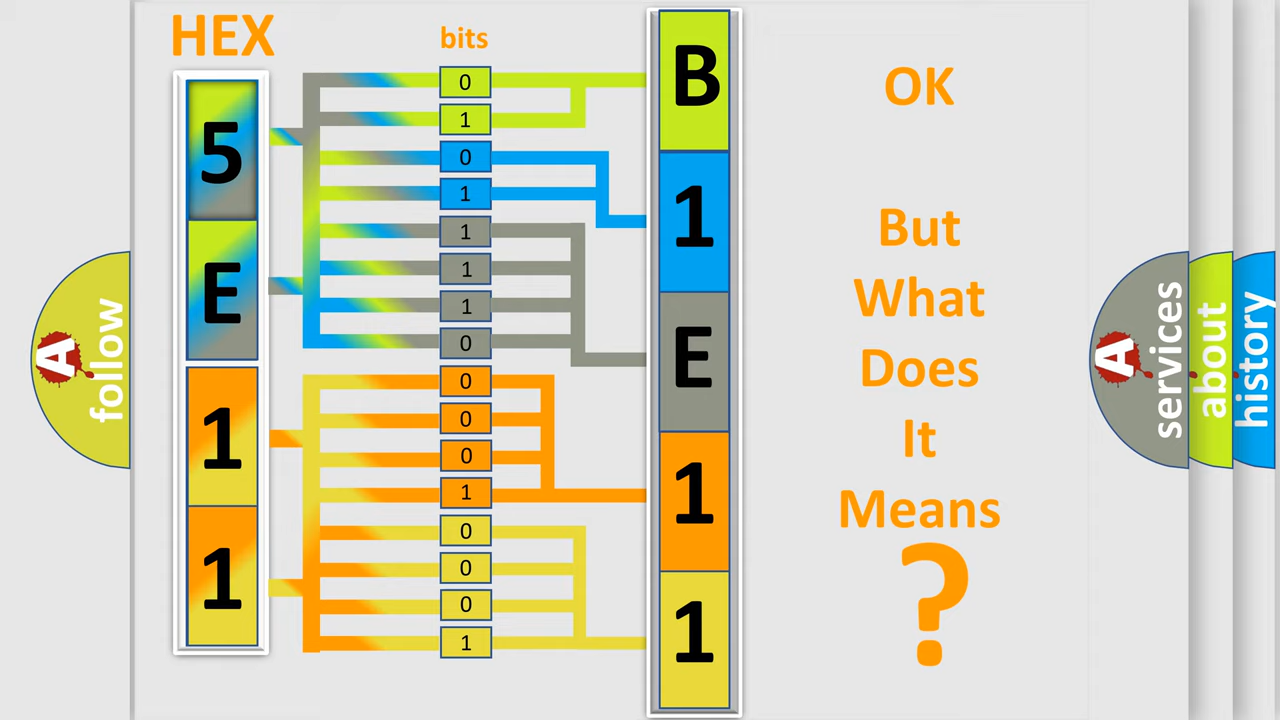 HEX
bits
5
E
1
1
0
1
0
1
1
1
1
0
0
0
0
1
0
0
0
1
B
1
E
1
1
OK
But
What
Does
It
Means
?
A
follow
A
services
about
history